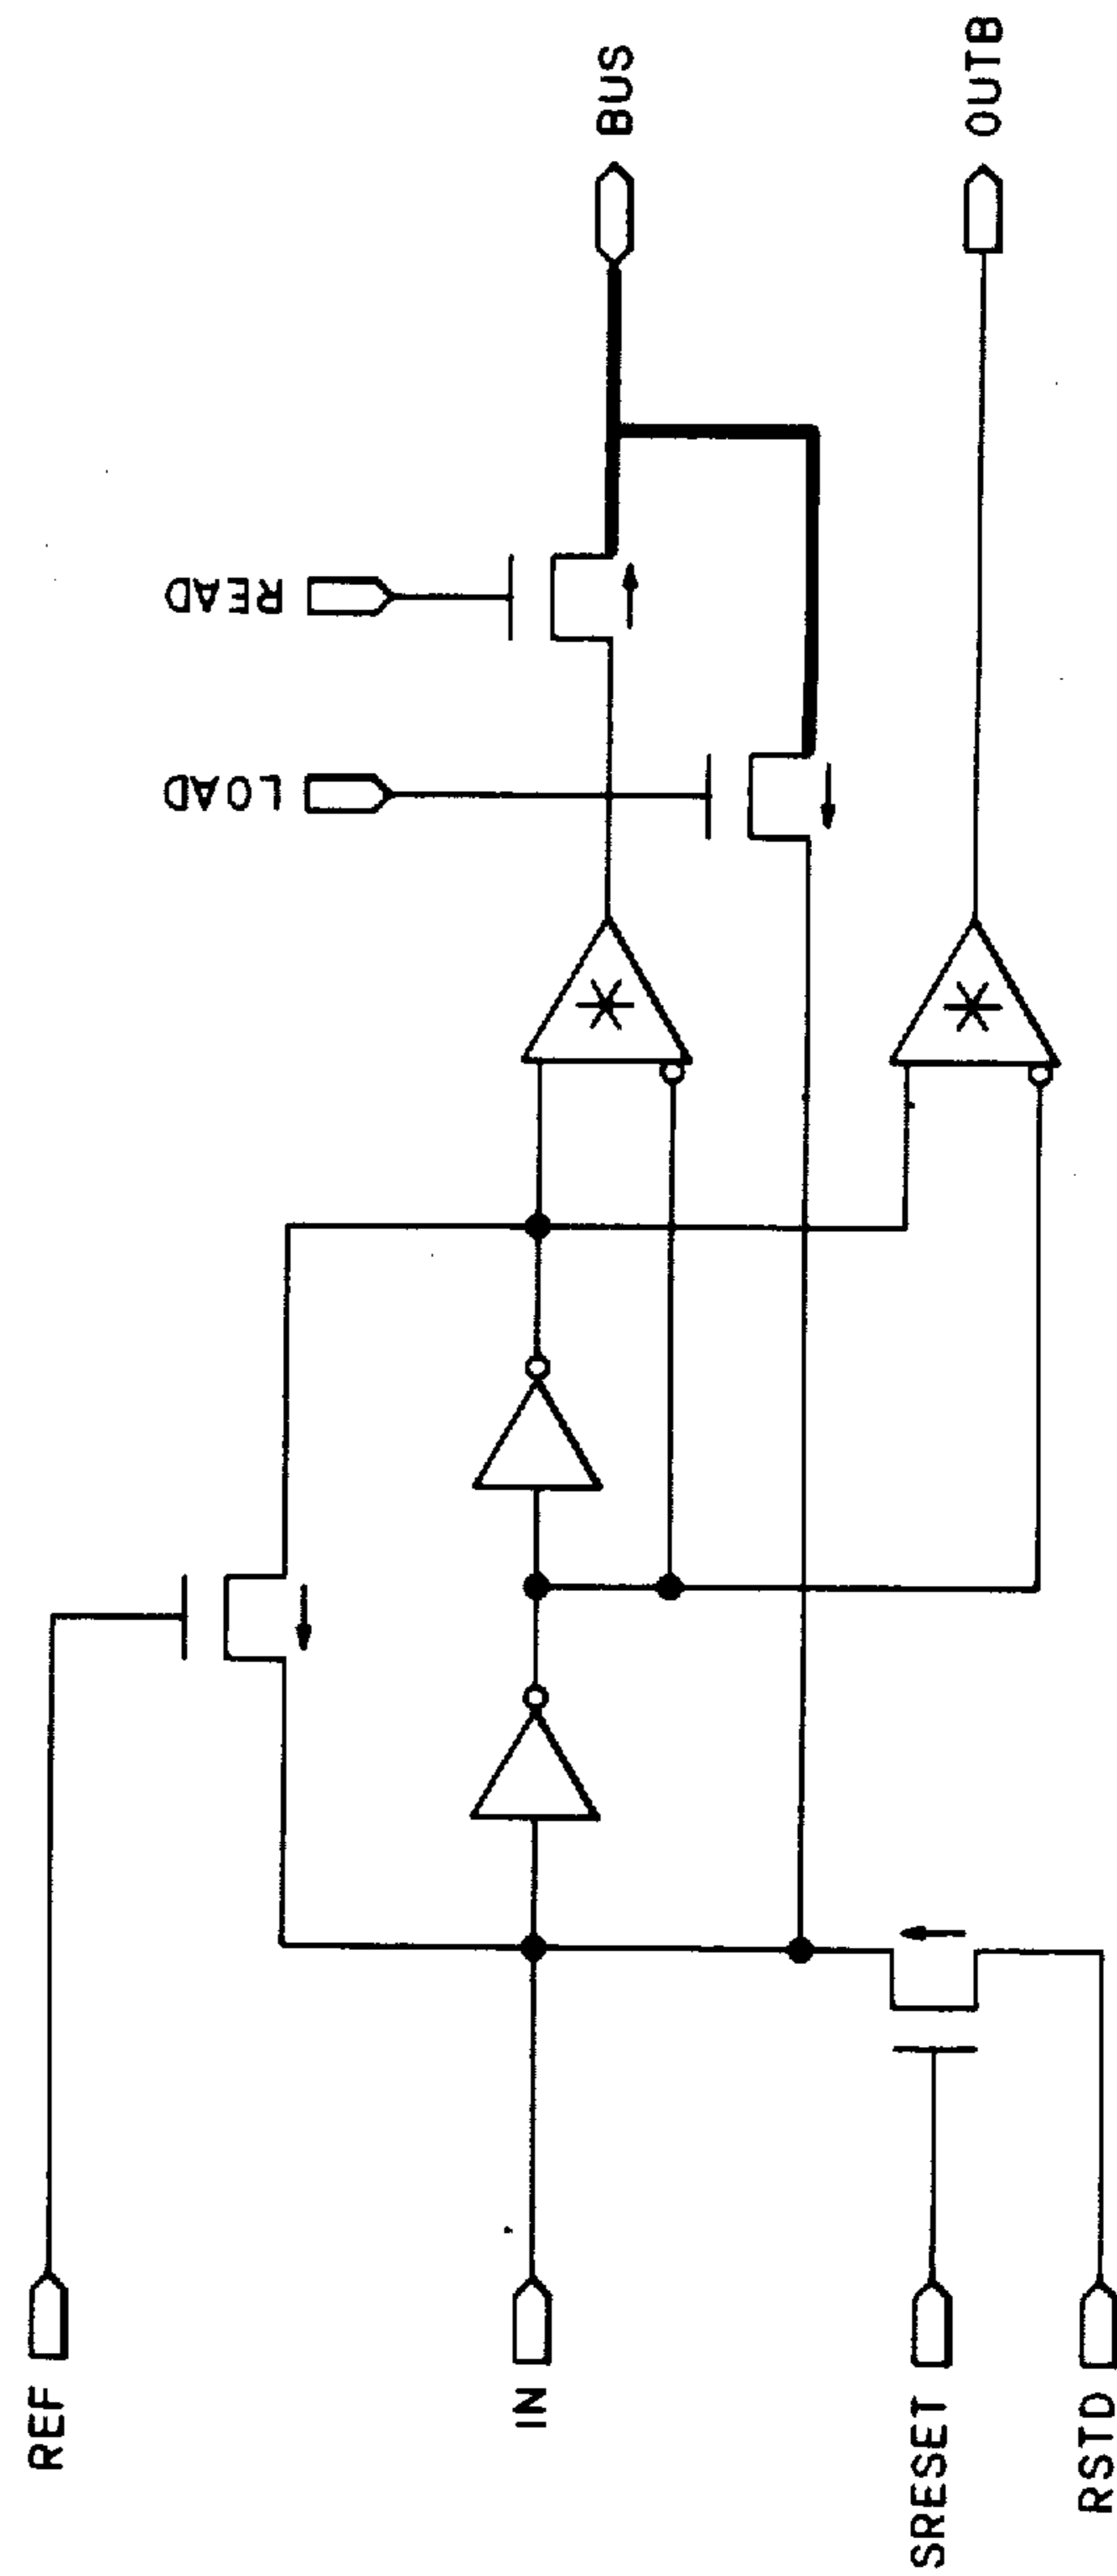 REF
IN
SRESET
RSTD
LOAD
READ
BUS
OUTB